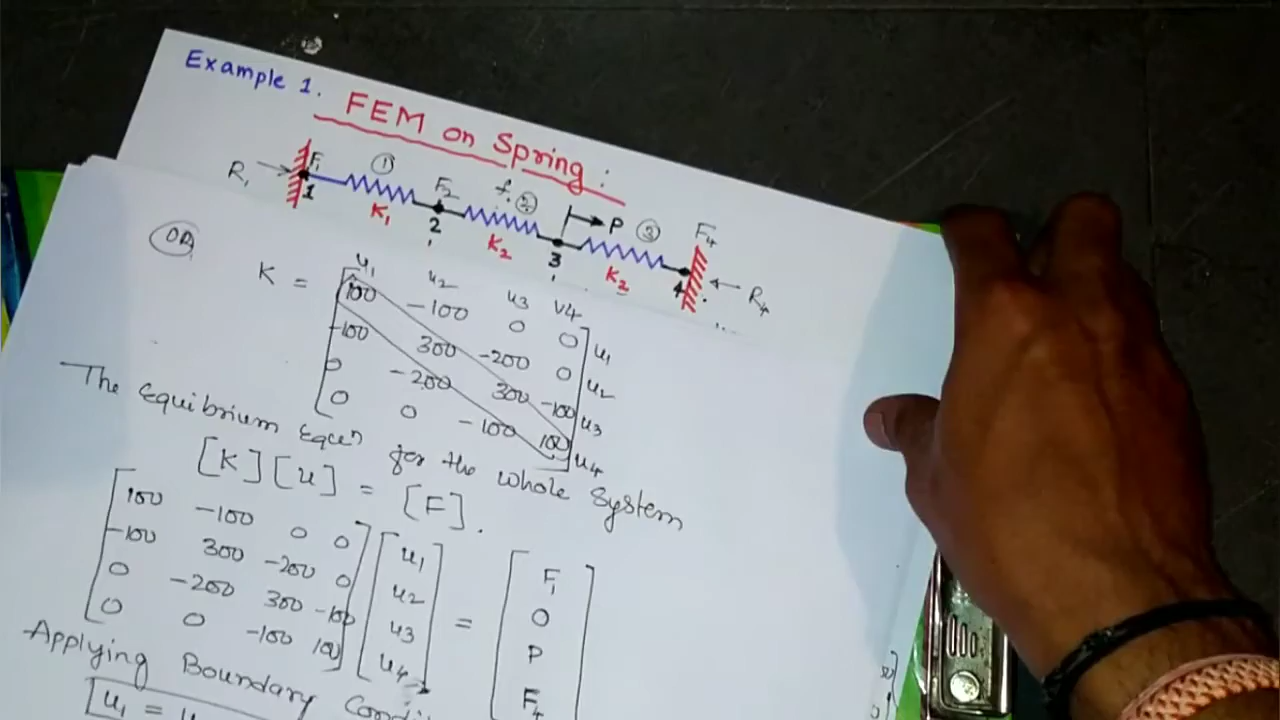 Example 1.
FEM on Spring:
R₁ F₁ ① F₂ f. ② P ③ F₄
1 K₁ 2 K₂ 3 K₂ 4 R₄
OR
u₁ u₂ u₃ v4
K = [100 -100 0 0] u₁
[-100 300 -200 0] u₂
[0 -200 300 -100] u₃
[0 0 -100 100] u₄
The Equibrium Equⁿ for the whole System
[K][u] = [F].
[100 -100 0 0] [u₁] = [F₁]
[-100 300 -200 0] [u₂] [0]
[0 -200 300 -100] [u₃] [P]
[0 0 -100 100] [u₄] [F₄]
Applying Boundary
[u₁ =